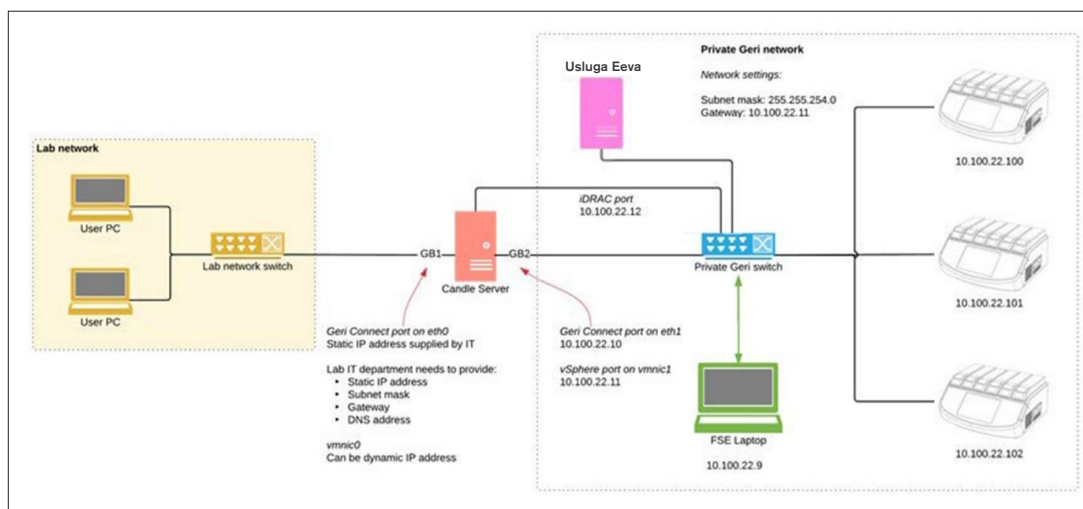 Lab network
User PC
User PC
Lab network switch
GB1
Candle Server
GB2
Geri Connect port on eth0
Static IP address supplied by IT
Lab IT department needs to provide:
• Static IP address
• Subnet mask
• Gateway
• DNS address
vmnic0
Can be dynamic IP address
Private Geri network
Network settings:
Subnet mask: 255.255.254.0
Gateway: 10.100.22.11
Usluga Eeva
iDRAC port
10.100.22.12
Private Geri switch
Geri Connect port on eth1
10.100.22.10
vSphere port on vmnic1
10.100.22.11
FSE Laptop
10.100.22.9
10.100.22.100
10.100.22.101
10.100.22.102